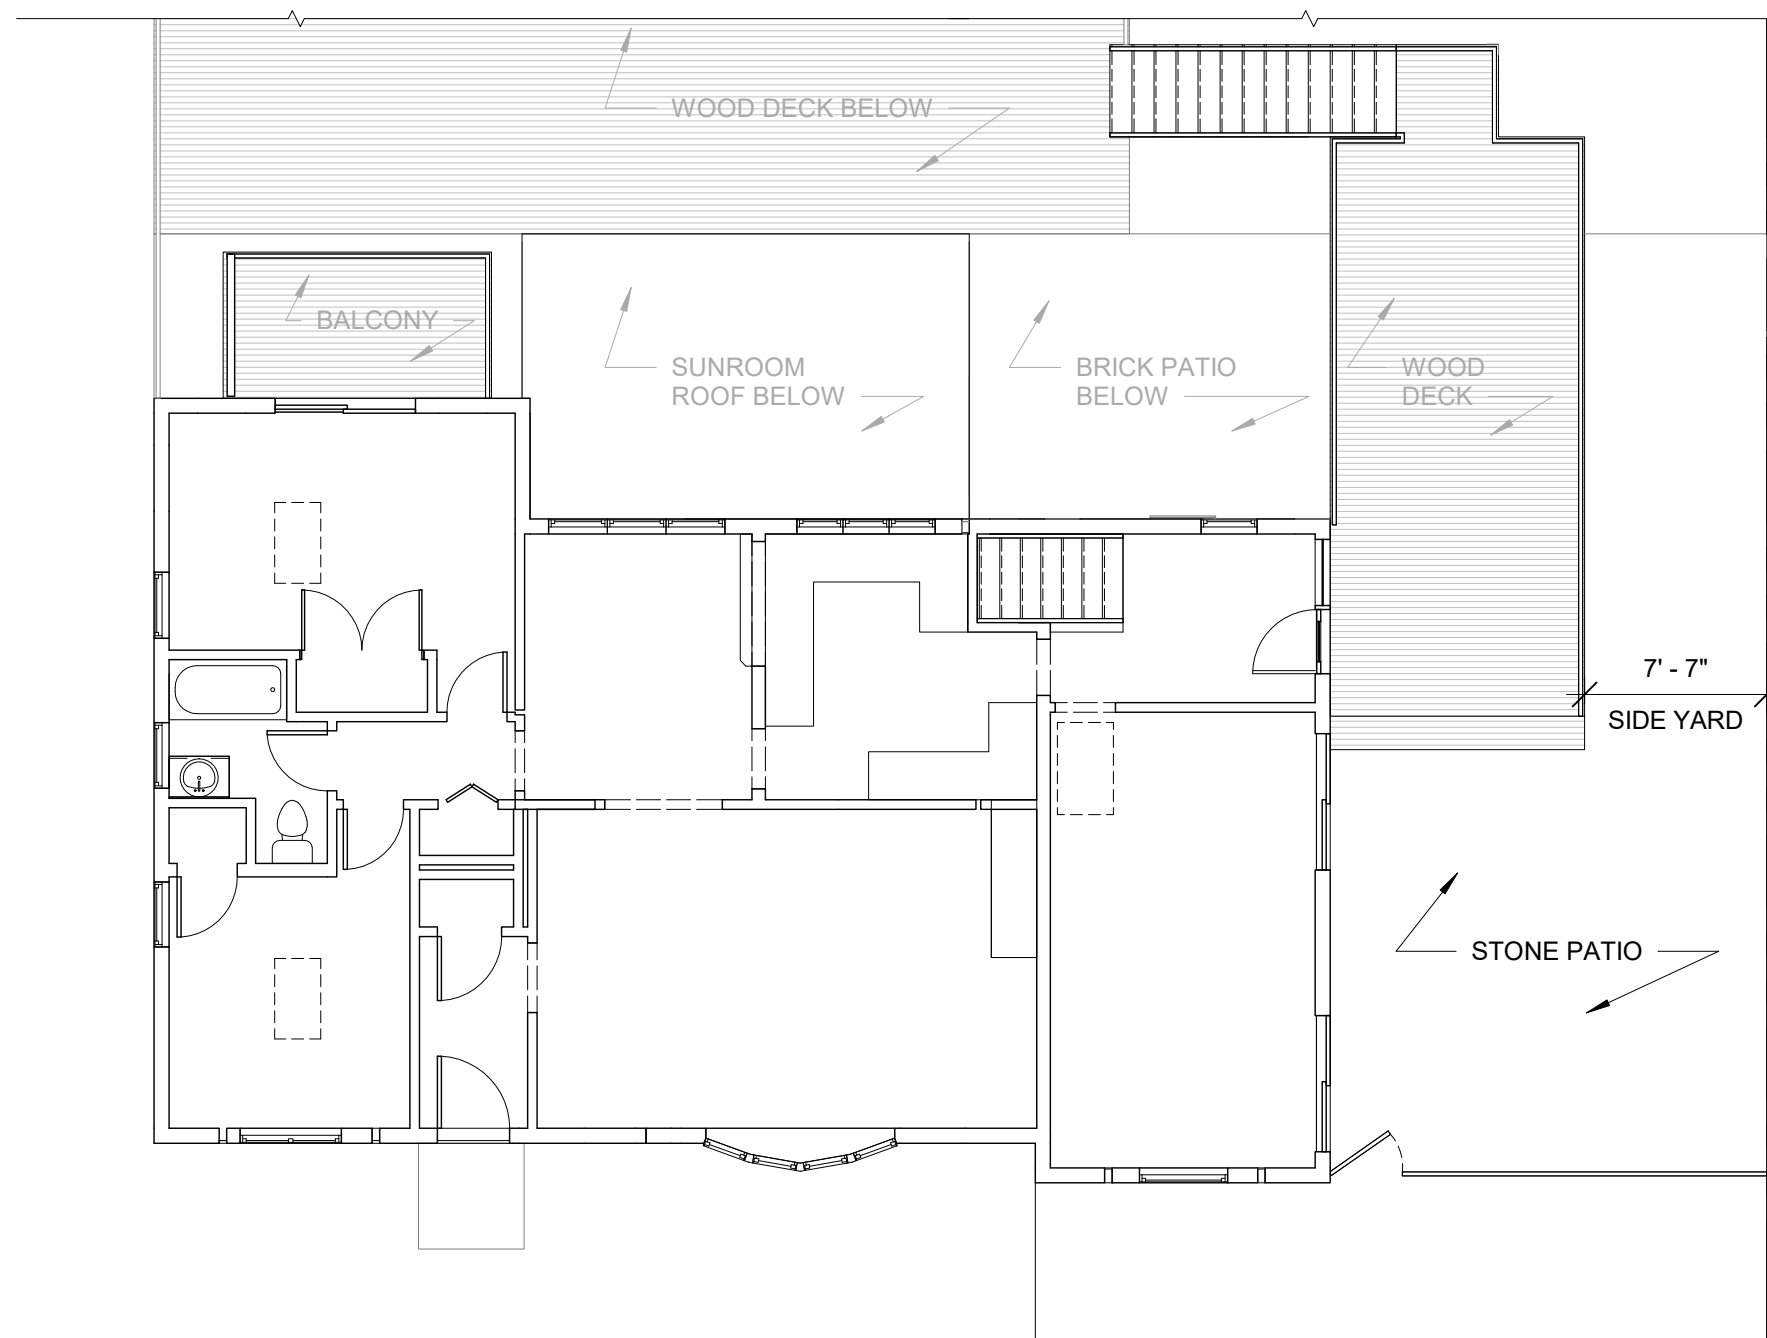 WOOD DECK BELOW
BALCONY
SUNROOM
ROOF BELOW
BRICK PATIO
BELOW
WOOD
DECK
7' - 7"
SIDE YARD
STONE PATIO